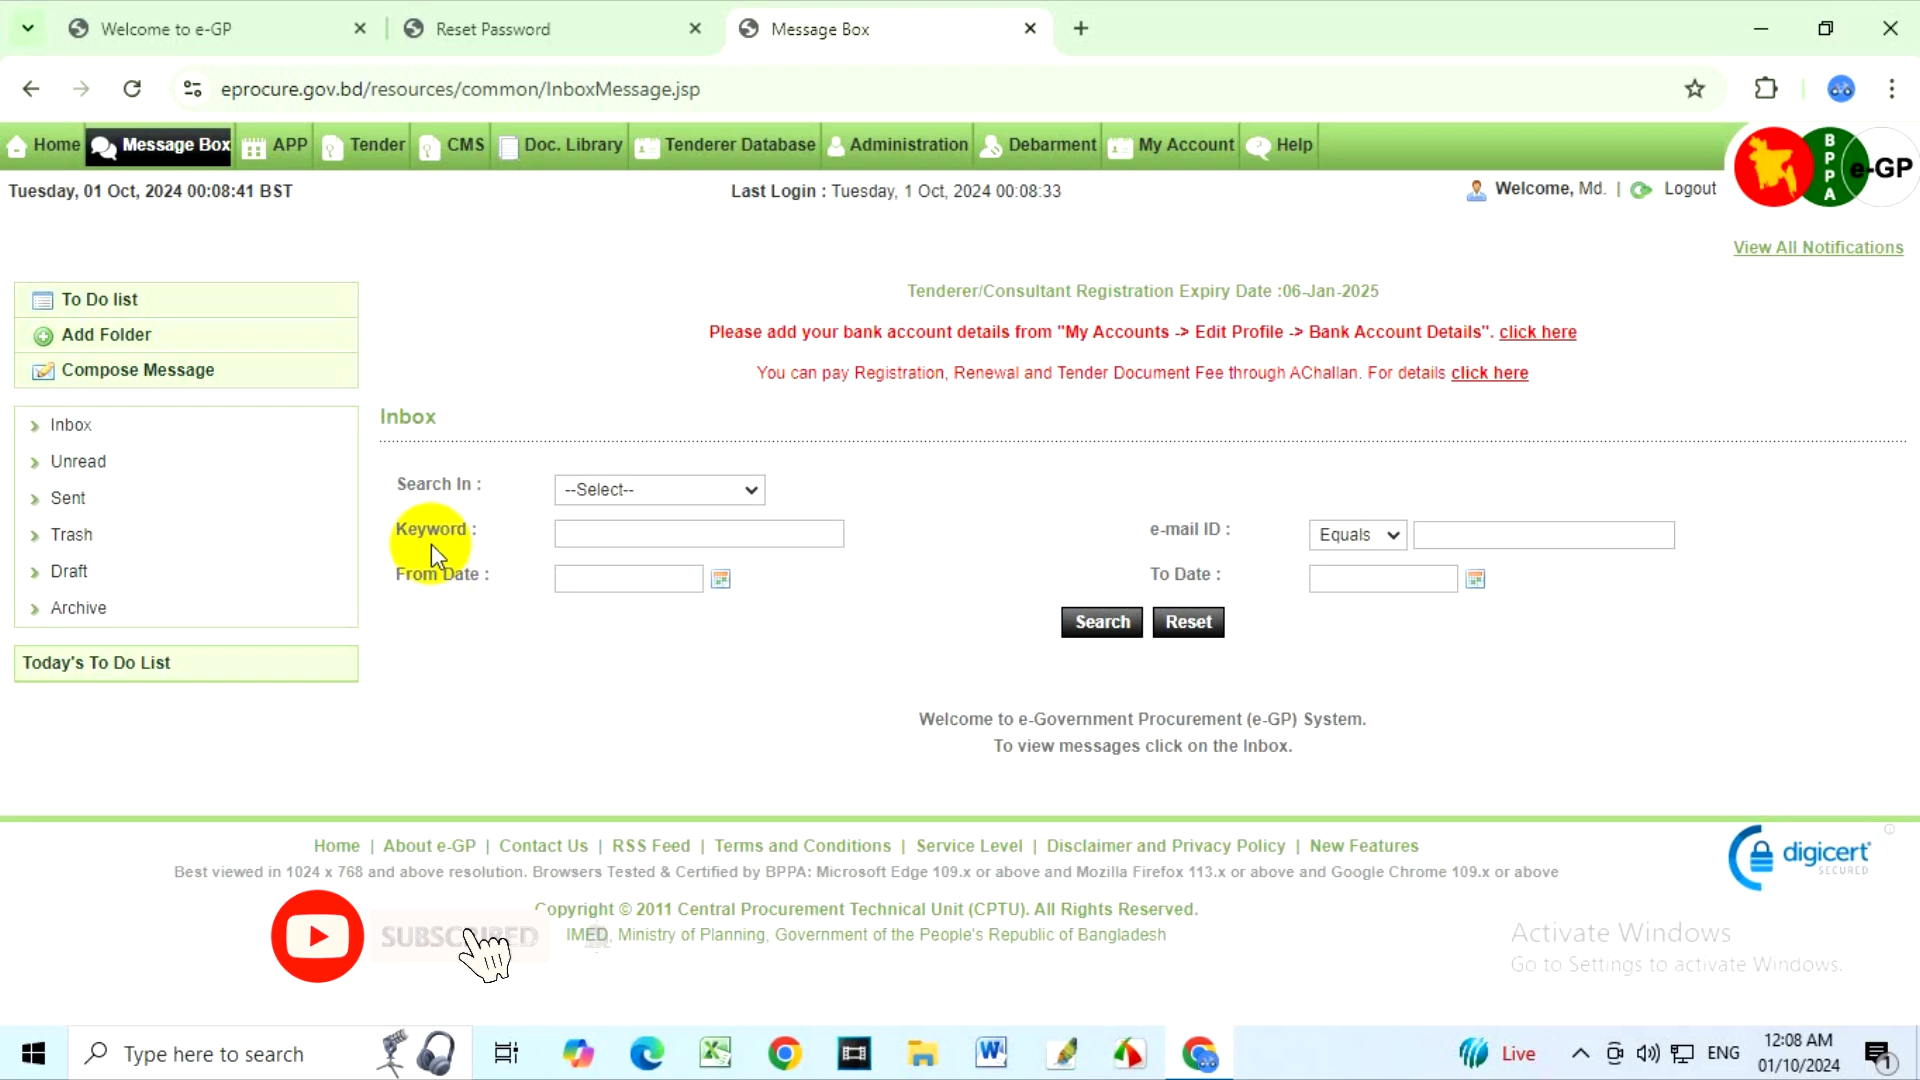 Welcome to e-GP
Reset Password
Message Box
eprocure.gov.bd/resources/common/InboxMessage.jsp
Home
Message Box
APP
Tender
CMS
Doc. Library
Tenderer Database
Administration
Debarment
My Account
Help
BPPA
e-GP
Tuesday, 01 Oct, 2024 00:08:41 BST
Last Login : Tuesday, 1 Oct, 2024 00:08:33
Welcome, Md. | Logout
View All Notifications
To Do list
Add Folder
Compose Message
Inbox
Unread
Sent
Trash
Draft
Archive
Today's To Do List
Tenderer/Consultant Registration Expiry Date :06-Jan-2025
Please add your bank account details from "My Accounts -> Edit Profile -> Bank Account Details". click here
You can pay Registration, Renewal and Tender Document Fee through AChallan. For details click here
Inbox
Search In :
--Select--
Keyword :
e-mail ID :
Equals
From Date :
To Date :
Search
Reset
Welcome to e-Government Procurement (e-GP) System.
To view messages click on the Inbox.
Home | About e-GP | Contact Us | RSS Feed | Terms and Conditions | Service Level | Disclaimer and Privacy Policy | New Features
Best viewed in 1024 x 768 and above resolution. Browsers Tested & Certified by BPPA: Microsoft Edge 109.x or above and Mozilla Firefox 113.x or above and Google Chrome 109.x or above
Copyright © 2011 Central Procurement Technical Unit (CPTU). All Rights Reserved.
IMED, Ministry of Planning, Government of the People's Republic of Bangladesh
digicert
SECURED
SUBSCRIBED
Activate Windows
Go to Settings to activate Windows.
Type here to search
Live
ENG
12:08 AM
01/10/2024
1